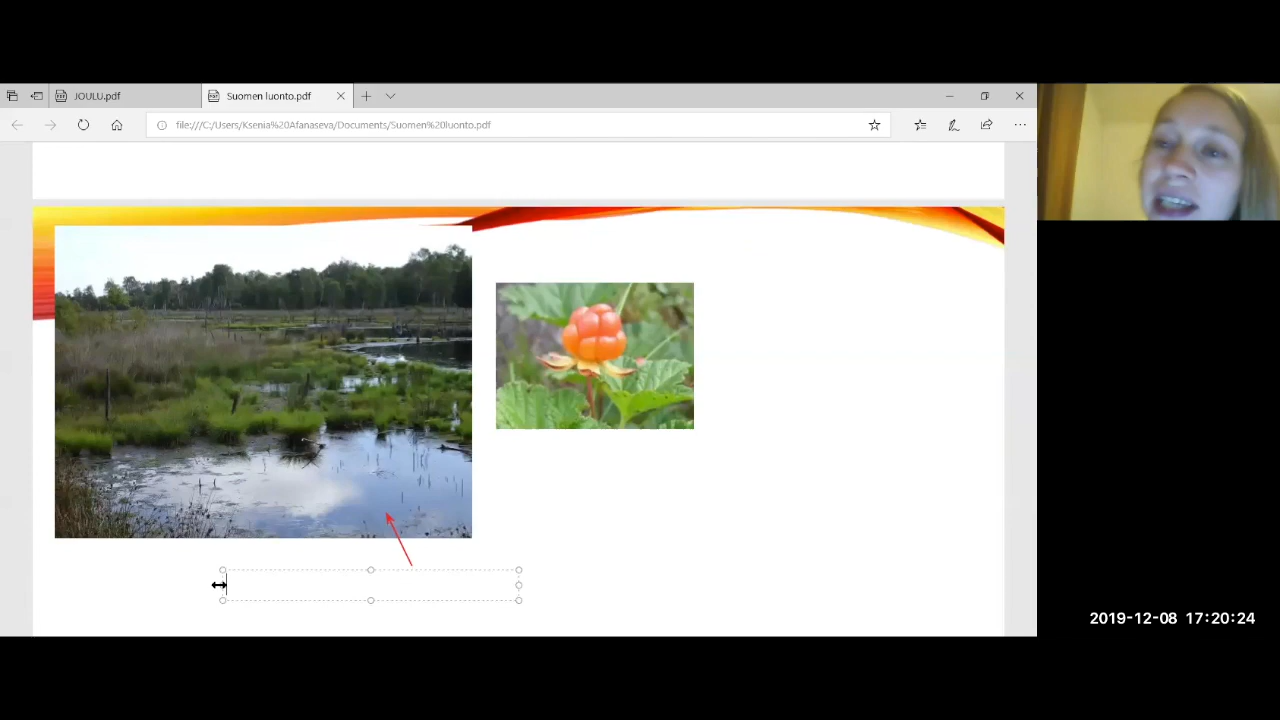 JOULU.pdf
Suomen luonto.pdf
file:///C:/Users/Ksenia%20Afanaseva/Documents/Suomen%20luonto.pdf
2019-12-08 17:20:24